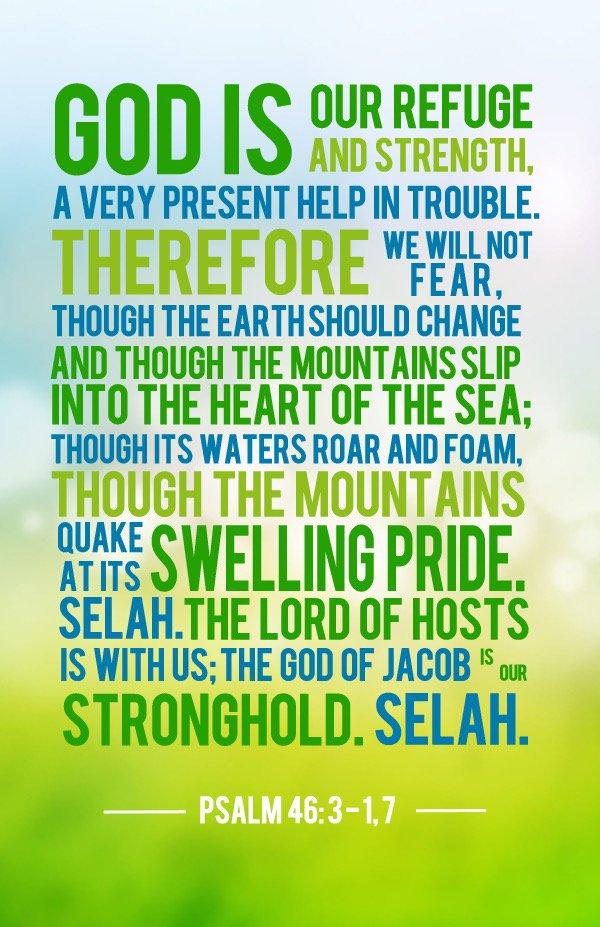 GOD IS OUR REFUGE
AND STRENGTH,
A VERY PRESENT HELP IN TROUBLE.
THEREFORE WE WILL NOT
FEAR,
THOUGH THE EARTH SHOULD CHANGE
AND THOUGH THE MOUNTAINS SLIP
INTO THE HEART OF THE SEA;
THOUGH ITS WATERS ROAR AND FOAM,
THOUGH THE MOUNTAINS
QUAKE
AT ITS SWELLING PRIDE.
SELAH. THE LORD OF HOSTS
IS WITH US; THE GOD OF JACOB IS OUR
STRONGHOLD. SELAH.
PSALM 46:3-1,7